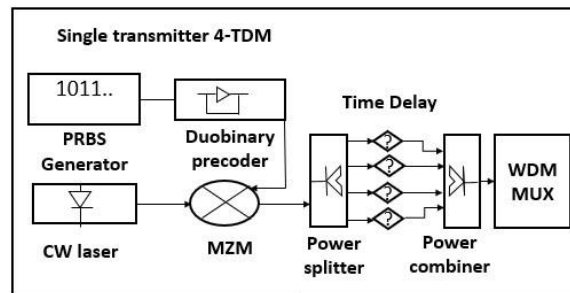 Single transmitter 4-TDM
1011..
PRBS
Generator
Duobinary
precoder
Time Delay
?
?
?
?
WDM
MUX
CW laser
MZM
Power
splitter
Power
combiner